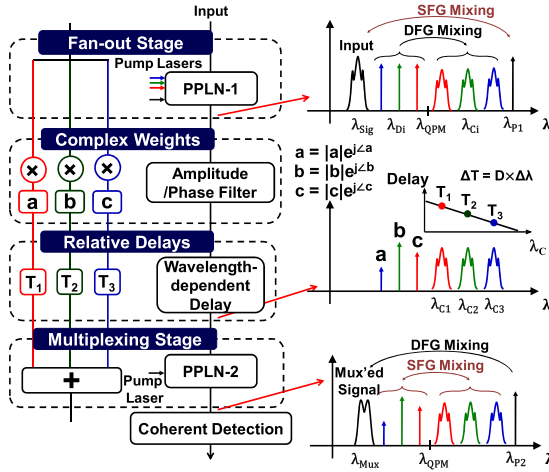 Input
Fan-out Stage
Pump Lasers
PPLN-1
Complex Weights
× × ×
a b c
Amplitude
/Phase Filter
Relative Delays
T1 T2 T3
Wavelength-
dependent
Delay
Multiplexing Stage
+
Pump
Laser
PPLN-2
Coherent Detection
SFG Mixing
DFG Mixing
Input
λSig λDi λQPM λCi λP1 λ
a = |a|e^j∠a
b = |b|e^j∠b
c = |c|e^j∠c
ΔT = D×Δλ
Delay
T1
T2
T3
λC
a b c
λC1 λC2 λC3 λ
DFG Mixing
SFG Mixing
Mux'ed
Signal
λMux λQPM λP2 λ